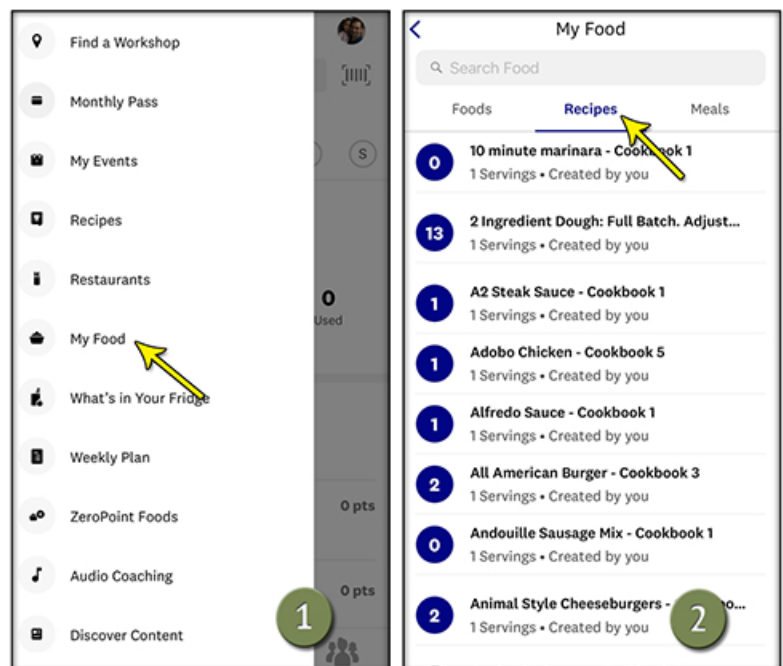 Find a Workshop
Monthly Pass
My Events
S
Recipes
Restaurants
0
Used
My Food
What's in Your Fridge
Weekly Plan
0 pts
ZeroPoint Foods
Audio Coaching
0 pts
Discover Content
1
My Food
Search Food
Foods Recipes Meals
0
10 minute marinara - Cookbook 1
1 Servings • Created by you
13
2 Ingredient Dough: Full Batch. Adjust...
1 Servings • Created by you
1
A2 Steak Sauce - Cookbook 1
1 Servings • Created by you
1
Adobo Chicken - Cookbook 5
1 Servings • Created by you
1
Alfredo Sauce - Cookbook 1
1 Servings • Created by you
2
All American Burger - Cookbook 3
1 Servings • Created by you
0
Andouille Sausage Mix - Cookbook 1
1 Servings • Created by you
2
Animal Style Cheeseburgers -
1 Servings • Created by you
2